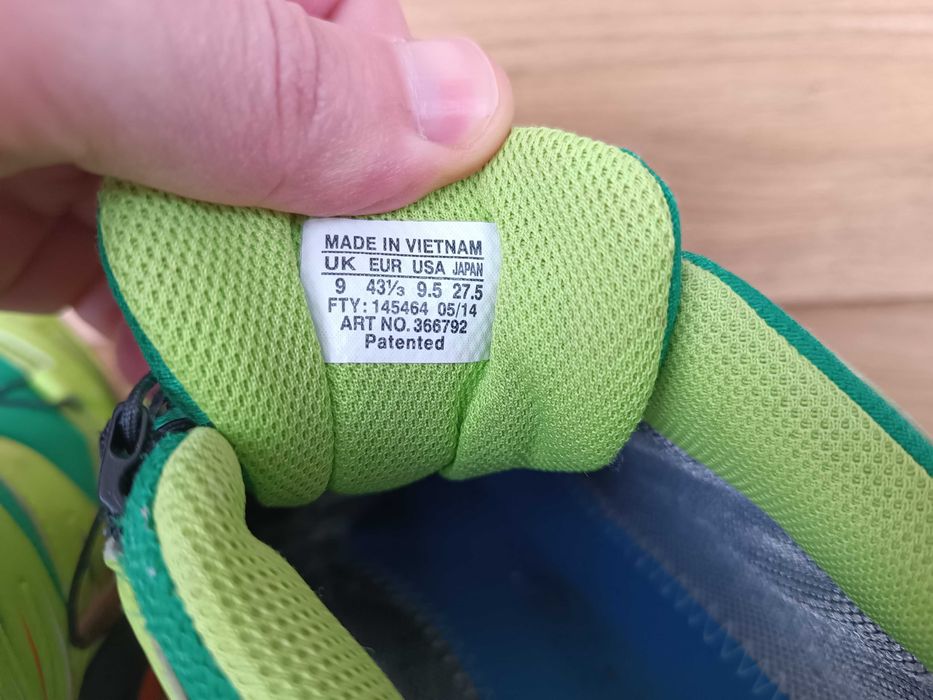 MADE IN VIETNAM
UK EUR USA JAPAN
9 43⅓ 9.5 27.5
FTY: 145464 05/14
ART NO. 366792
Patented